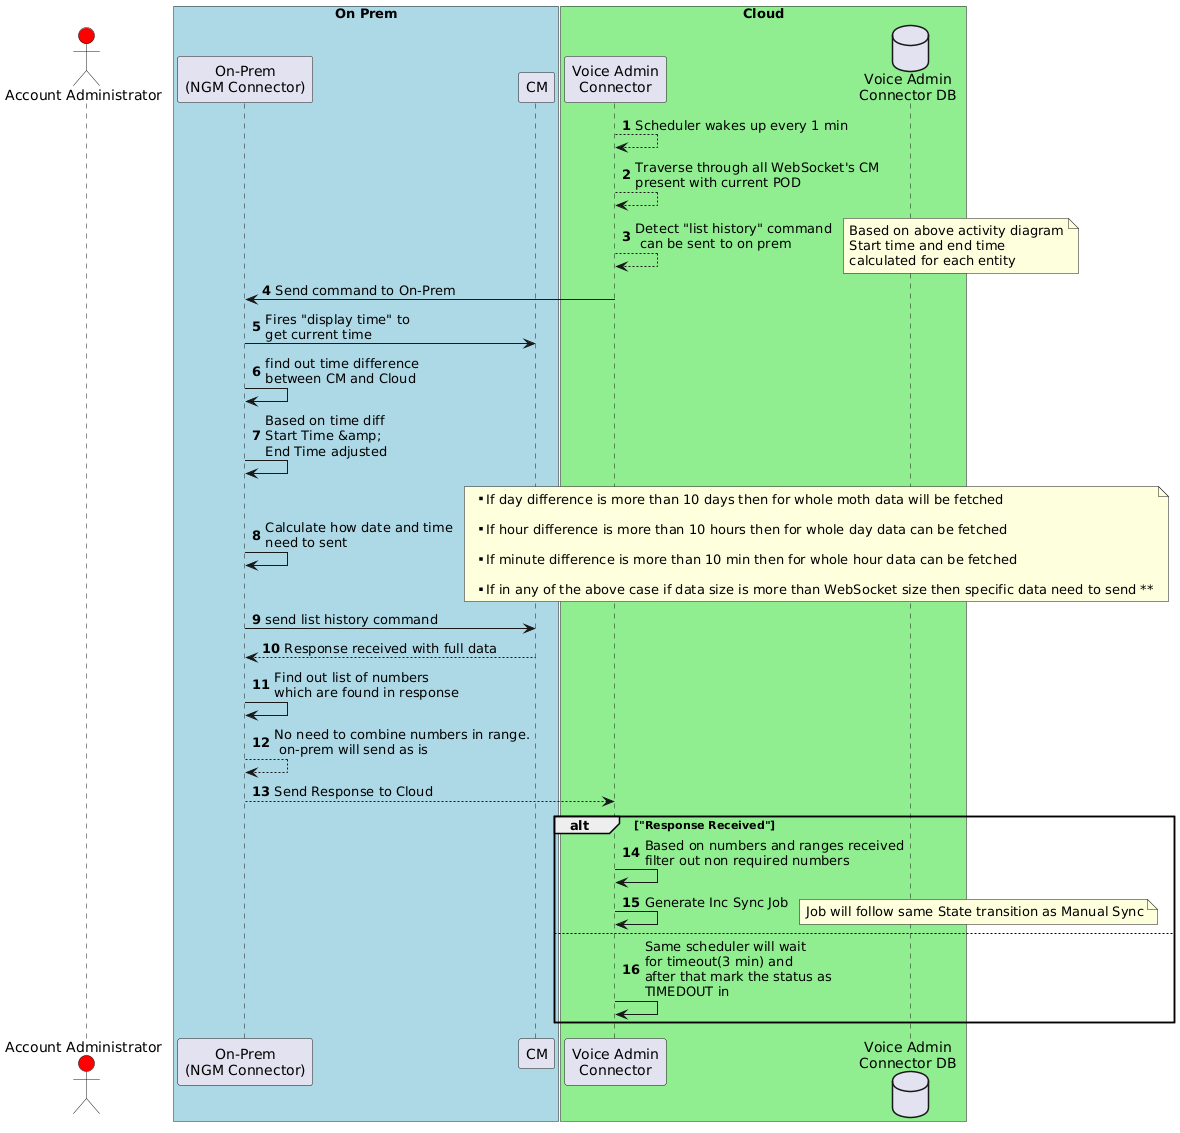 On Prem
Cloud
Account Administrator
On-Prem
(NGM Connector)
CM
Voice Admin
Connector
Voice Admin
Connector DB
1 Scheduler wakes up every 1 min
2 Traverse through all WebSocket's CM
present with current POD
3 Detect "list history" command
can be sent to on prem
Based on above activity diagram
Start time and end time
calculated for each entity
4 Send command to On-Prem
5 Fires "display time" to
get current time
6 find out time difference
between CM and Cloud
7 Based on time diff
Start Time &amp;
End Time adjusted
8 Calculate how date and time
need to sent
▪If day difference is more than 10 days then for whole moth data will be fetched
▪If hour difference is more than 10 hours then for whole day data can be fetched
▪If minute difference is more than 10 min then for whole hour data can be fetched
▪If in any of the above case if data size is more than WebSocket size then specific data need to send **
9 send list history command
10 Response received with full data
11 Find out list of numbers
which are found in response
12 No need to combine numbers in range.
on-prem will send as is
13 Send Response to Cloud
alt ["Response Received"]
14 Based on numbers and ranges received
filter out non required numbers
15 Generate Inc Sync Job
Job will follow same State transition as Manual Sync
16 Same scheduler will wait
for timeout(3 min) and
after that mark the status as
TIMEDOUT in
Account Administrator
On-Prem
(NGM Connector)
CM
Voice Admin
Connector
Voice Admin
Connector DB